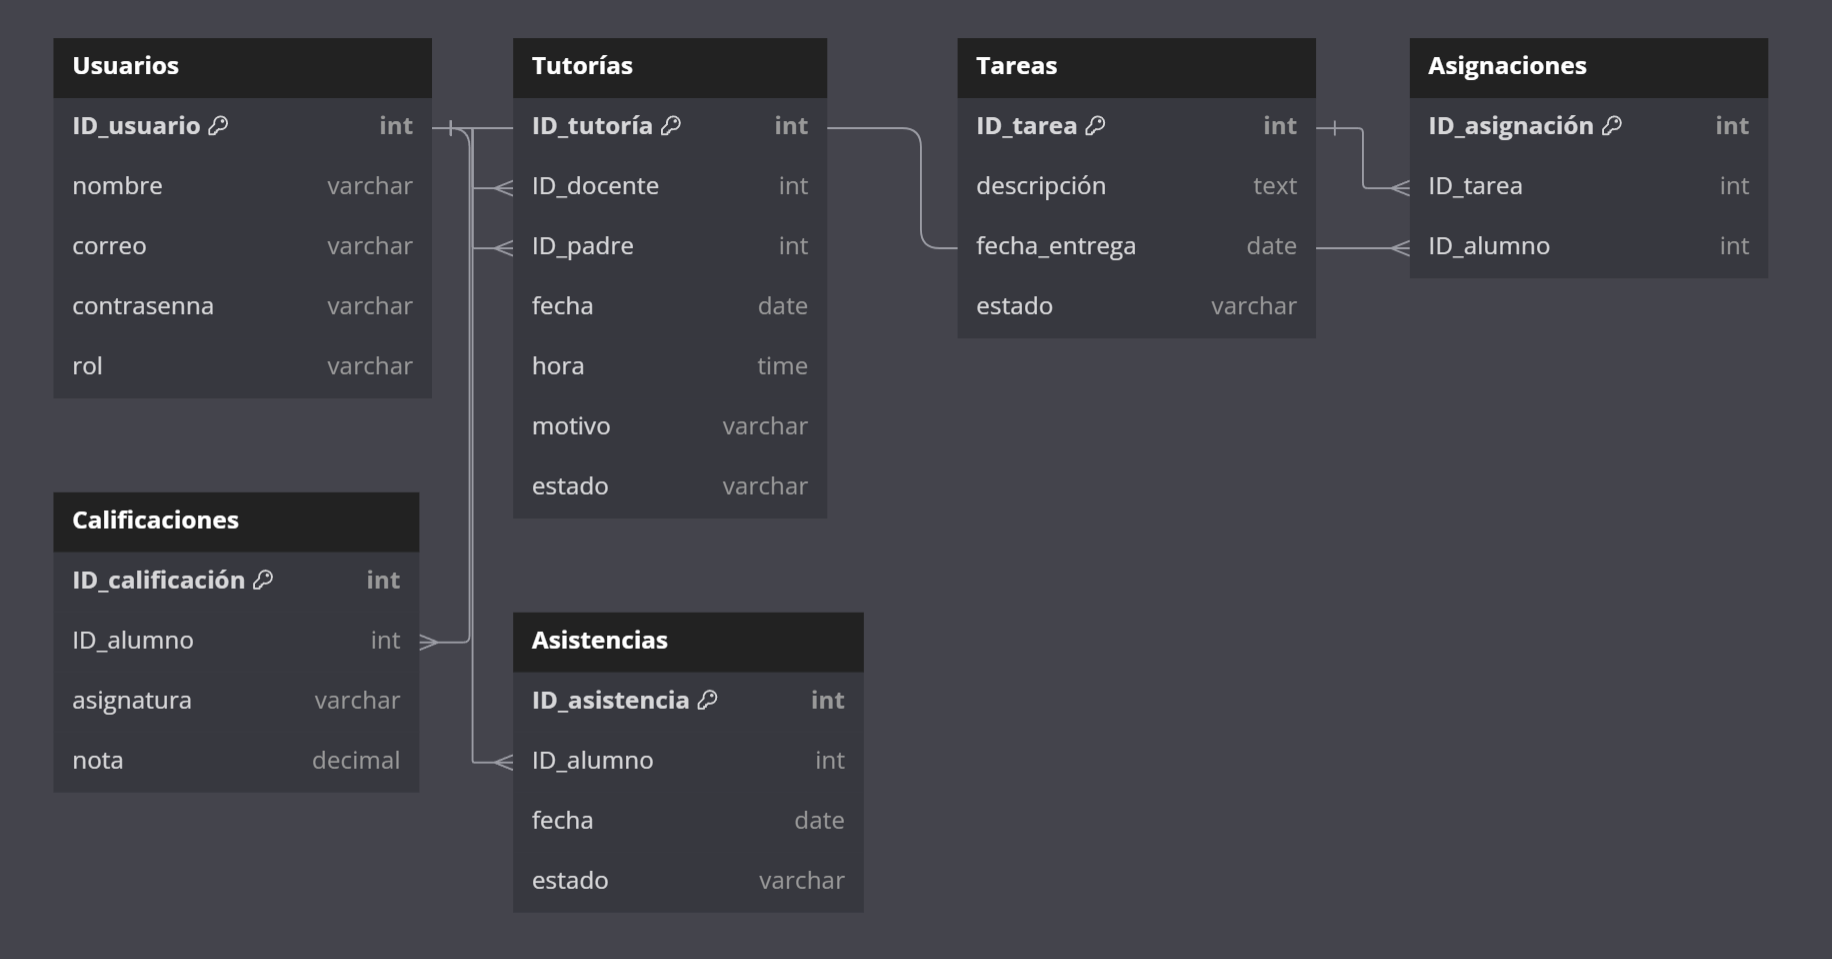 Usuarios
ID_usuario int
nombre varchar
correo varchar
contrasenna varchar
rol varchar
Tutorías
ID_tutoría int
ID_docente int
ID_padre int
fecha date
hora time
motivo varchar
estado varchar
Tareas
ID_tarea int
descripción text
fecha_entrega date
estado varchar
Asignaciones
ID_asignación int
ID_tarea int
ID_alumno int
Calificaciones
ID_calificación int
ID_alumno int
asignatura varchar
nota decimal
Asistencias
ID_asistencia int
ID_alumno int
fecha date
estado varchar